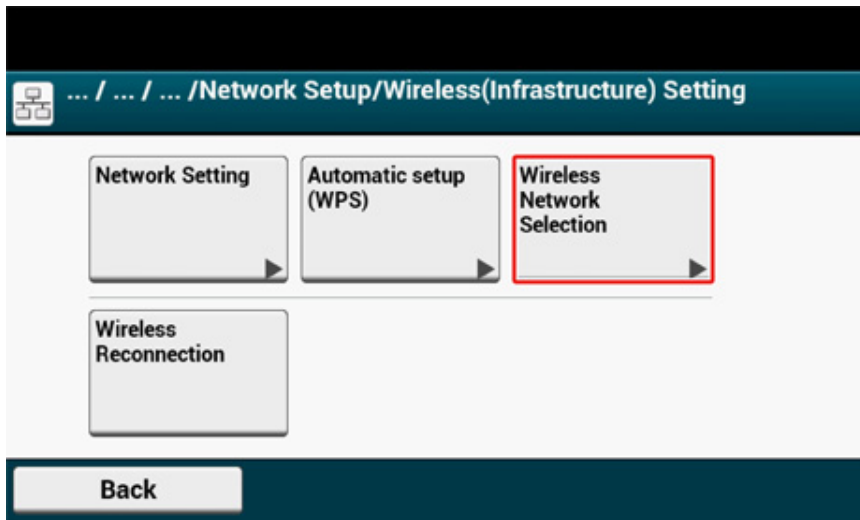 ... / ... / ... /Network Setup/Wireless(Infrastructure) Setting
Network Setting
Automatic setup
(WPS)
Wireless
Network
Selection
Wireless
Reconnection
Back